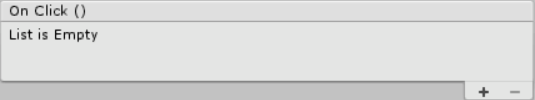 On Click ()
List is Empty
+ −